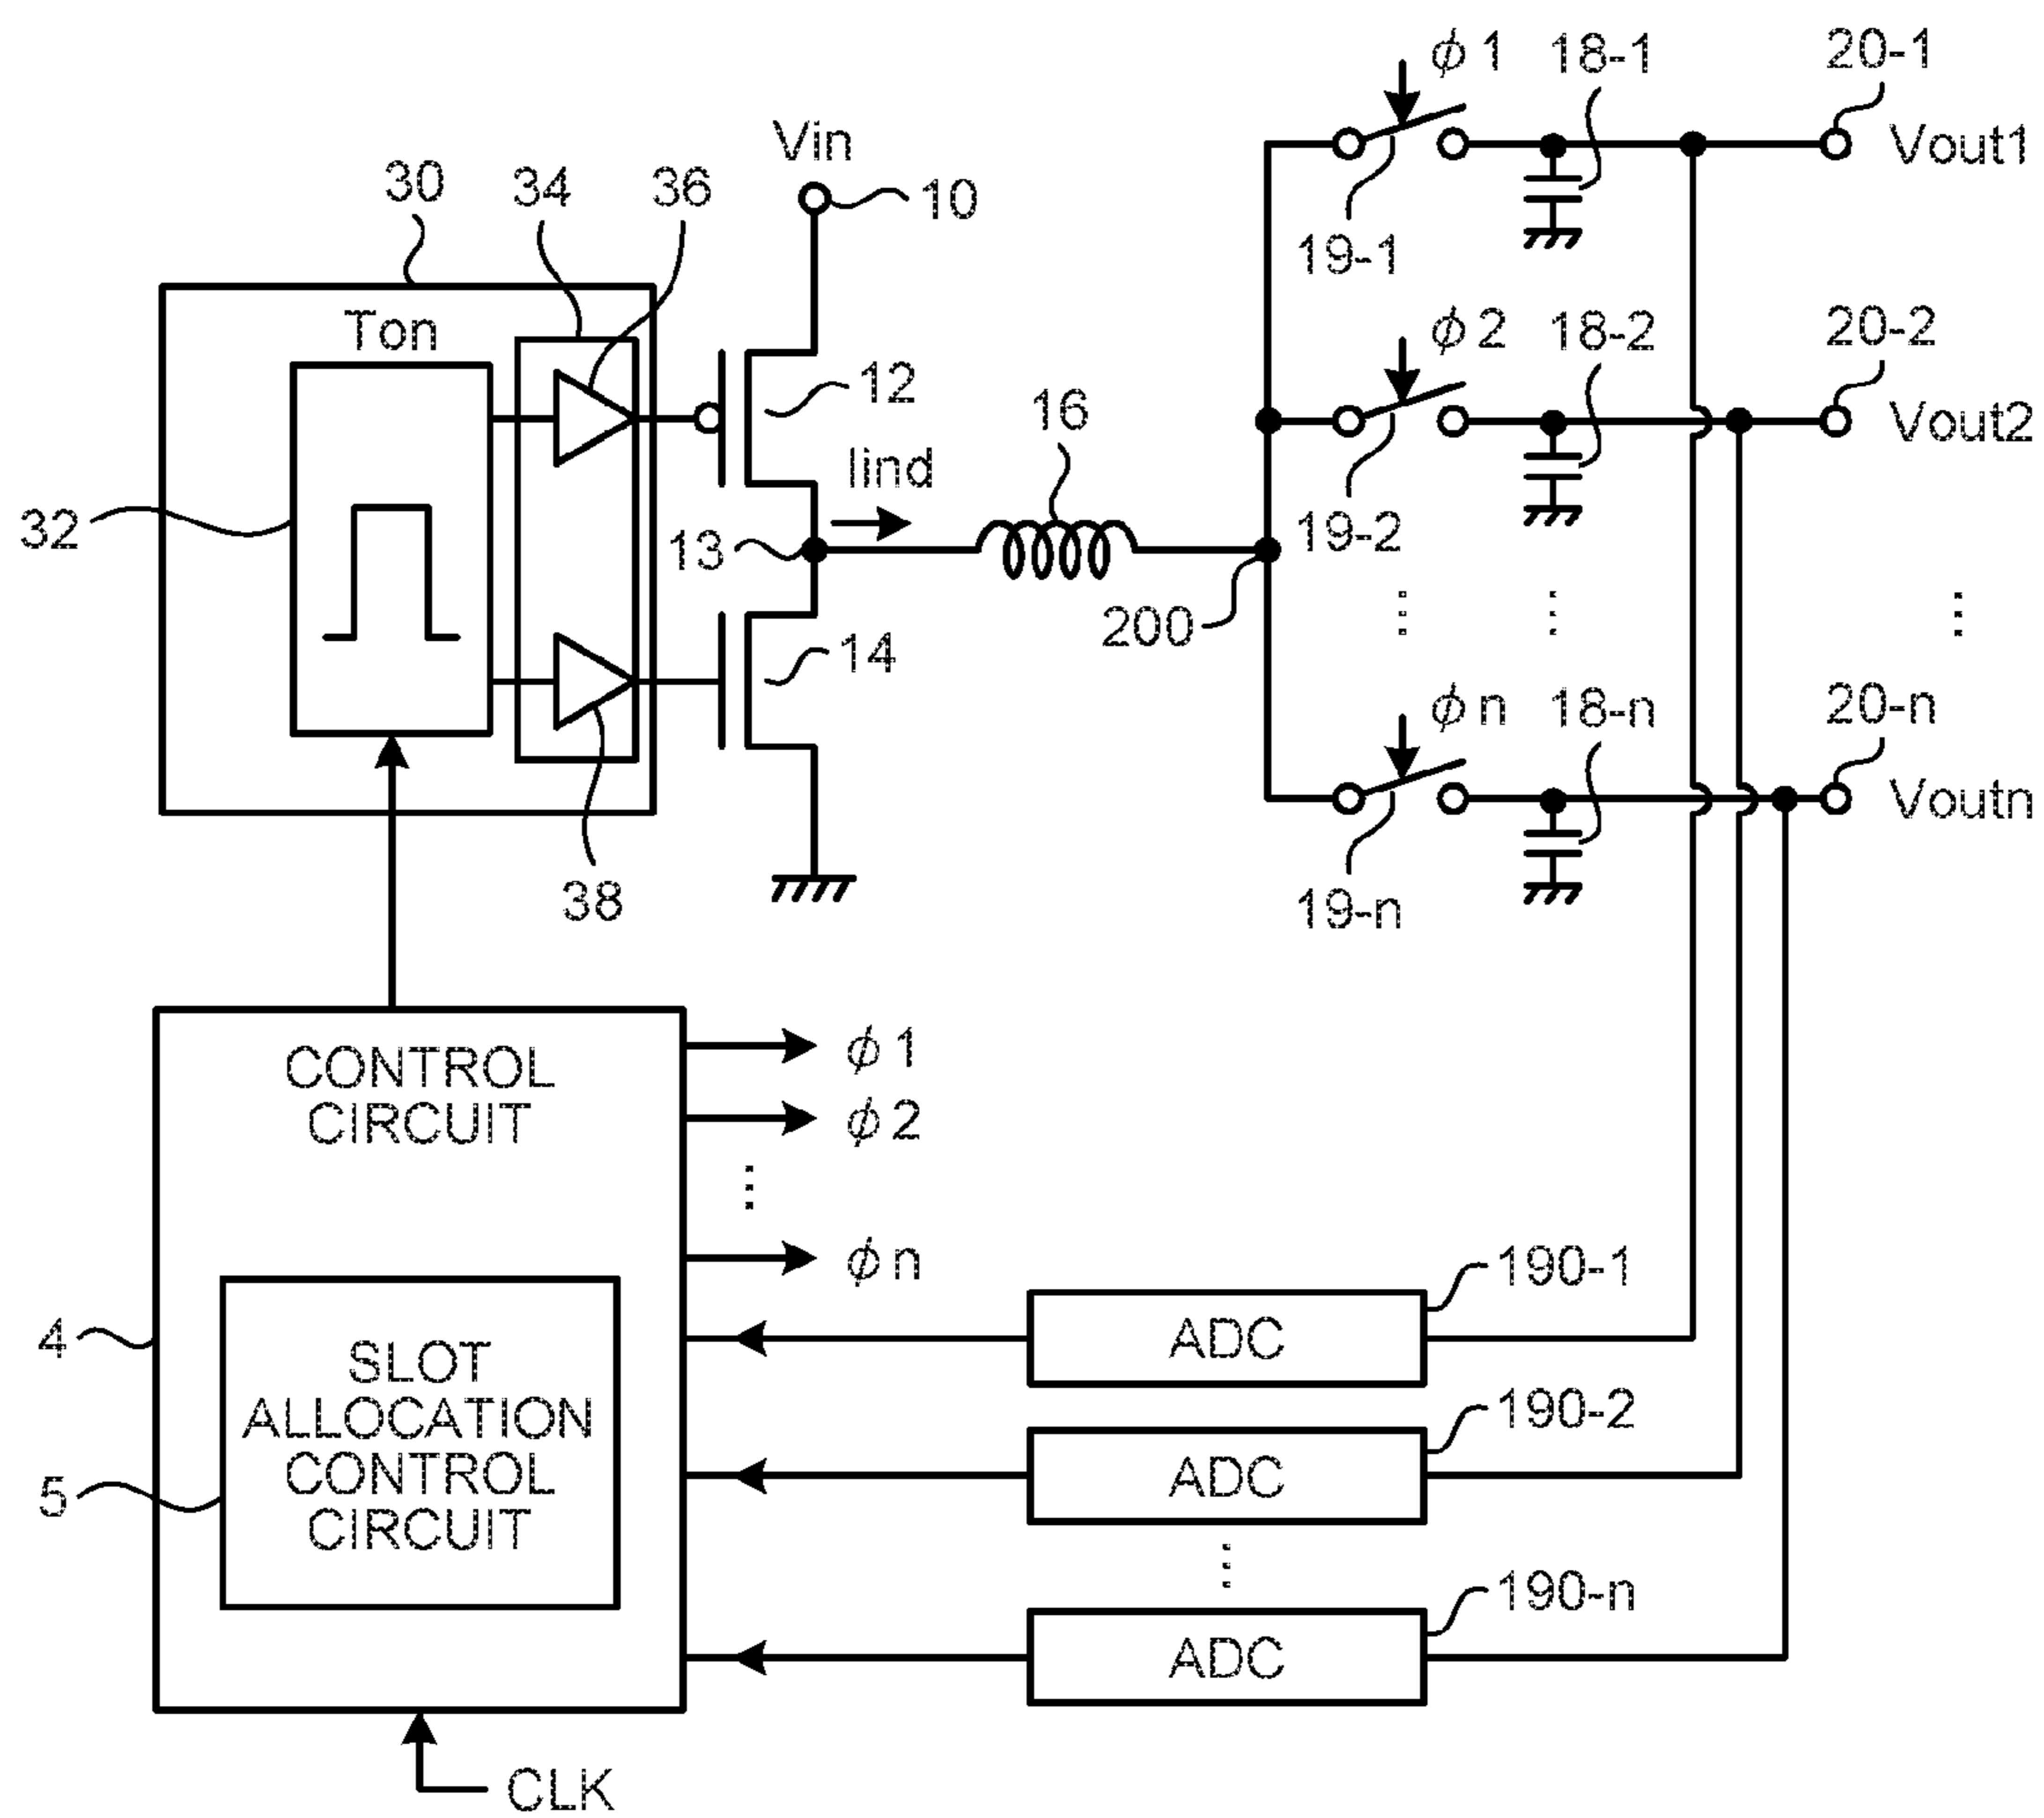 Vin
10
30
34
36
Ton
32
12
Iind
13
14
16
38
200
ϕ1
18-1
20-1
Vout1
19-1
ϕ2
18-2
20-2
Vout2
19-2
ϕn
18-n
20-n
Voutn
19-n
CONTROL
CIRCUIT
ϕ1
ϕ2
ϕn
4
SLOT
ALLOCATION
CONTROL
CIRCUIT
5
ADC
190-1
ADC
190-2
ADC
190-n
CLK